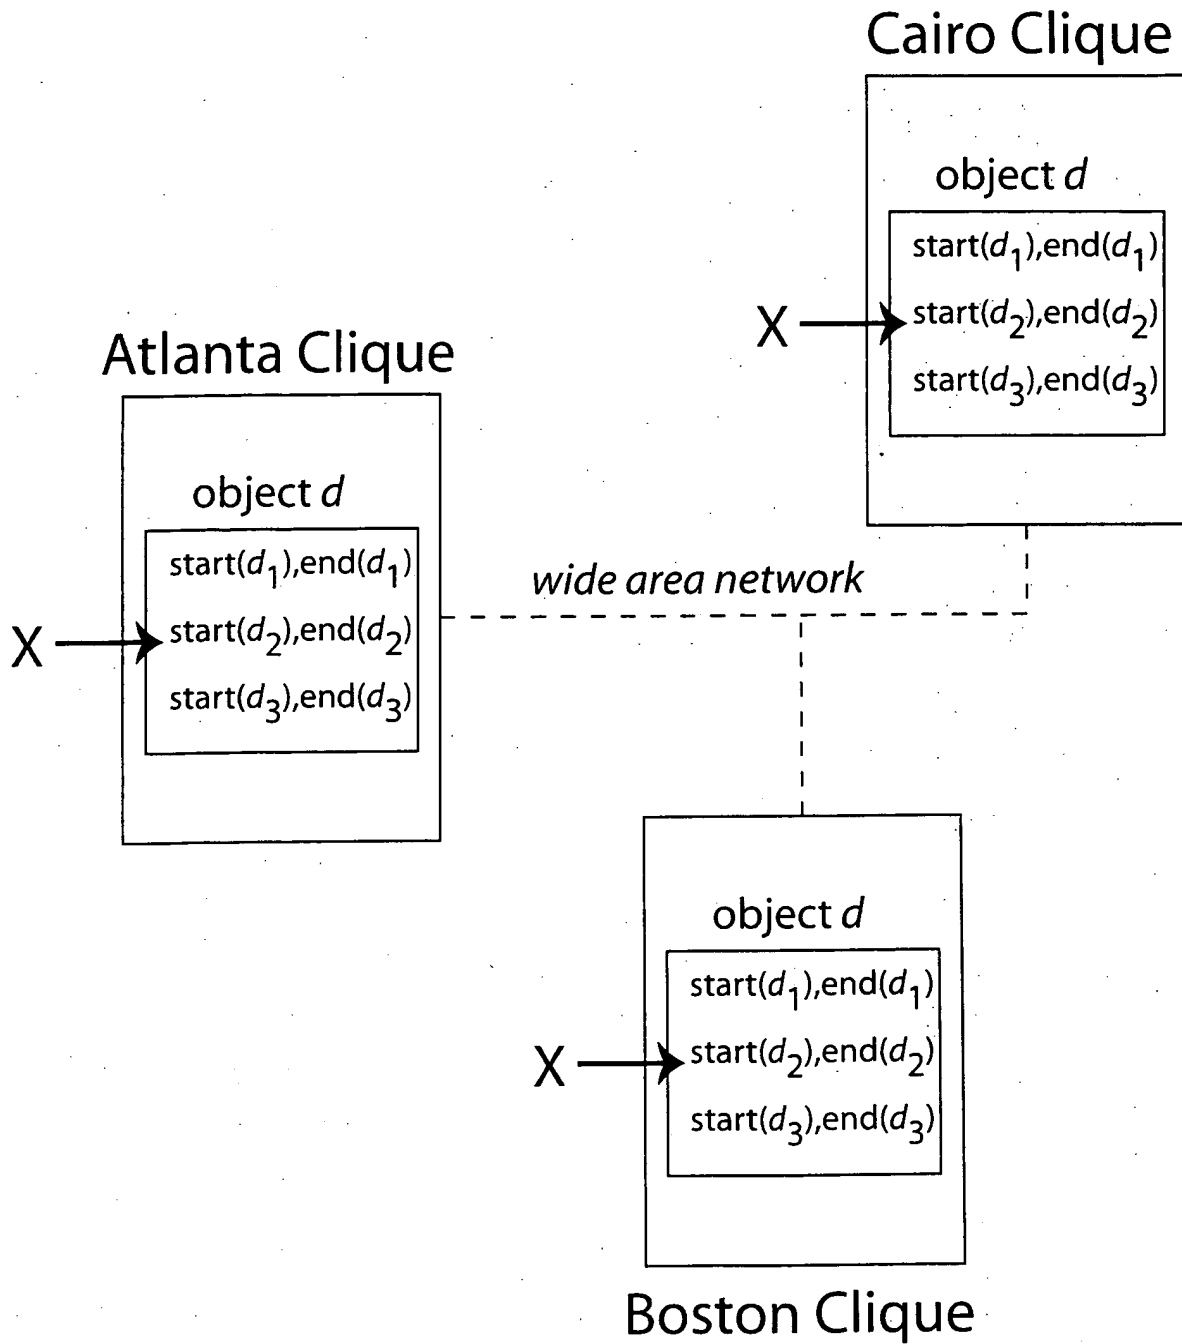 Cairo Clique
object d
start(d₁),end(d₁)
X
start(d₂),end(d₂)
start(d₃),end(d₃)
Atlanta Clique
object d
start(d₁),end(d₁)
X
start(d₂),end(d₂)
start(d₃),end(d₃)
wide area network
object d
start(d₁),end(d₁)
X
start(d₂),end(d₂)
start(d₃),end(d₃)
Boston Clique